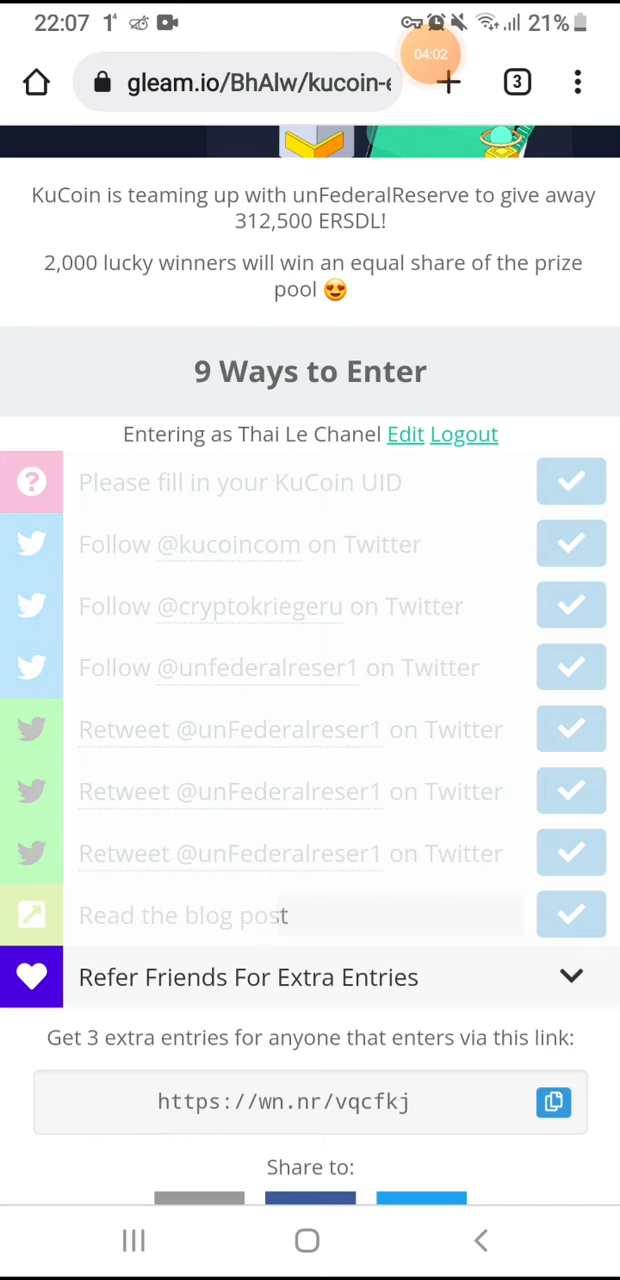 22:07 21%
04:02
gleam.io/BhAlw/kucoin-e 3
KuCoin is teaming up with unFederalReserve to give away
312,500 ERSDL!
2,000 lucky winners will win an equal share of the prize
pool 😍
9 Ways to Enter
Entering as Thai Le Chanel Edit Logout
Please fill in your KuCoin UID
Follow @kucoincom on Twitter
Follow @cryptokriegeru on Twitter
Follow @unfederalreser1 on Twitter
Retweet @unFederalreser1 on Twitter
Retweet @unFederalreser1 on Twitter
Retweet @unFederalreser1 on Twitter
Read the blog post
Refer Friends For Extra Entries
Get 3 extra entries for anyone that enters via this link:
https://wn.nr/vqcfkj
Share to: